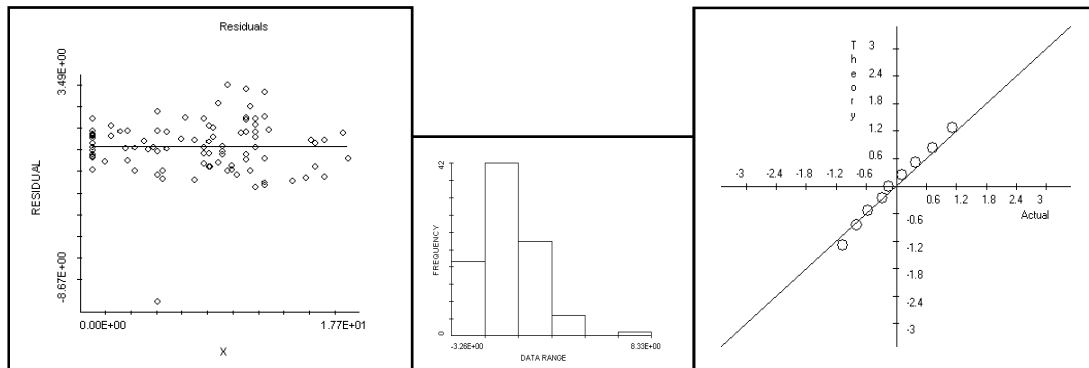 Residuals
3.49E+00
RESIDUAL
-8.67E+00
0.00E+00 1.77E+01
X
42
FREQUENCY
0
-3.26E+00 8.33E+00
DATA RANGE
Theory
3
2.4
1.8
1.2
0.6
-3 -2.4 -1.8 -1.2 -0.6
0.6 1.2 1.8 2.4 3
Actual
-0.6
-1.2
-1.8
-2.4
-3